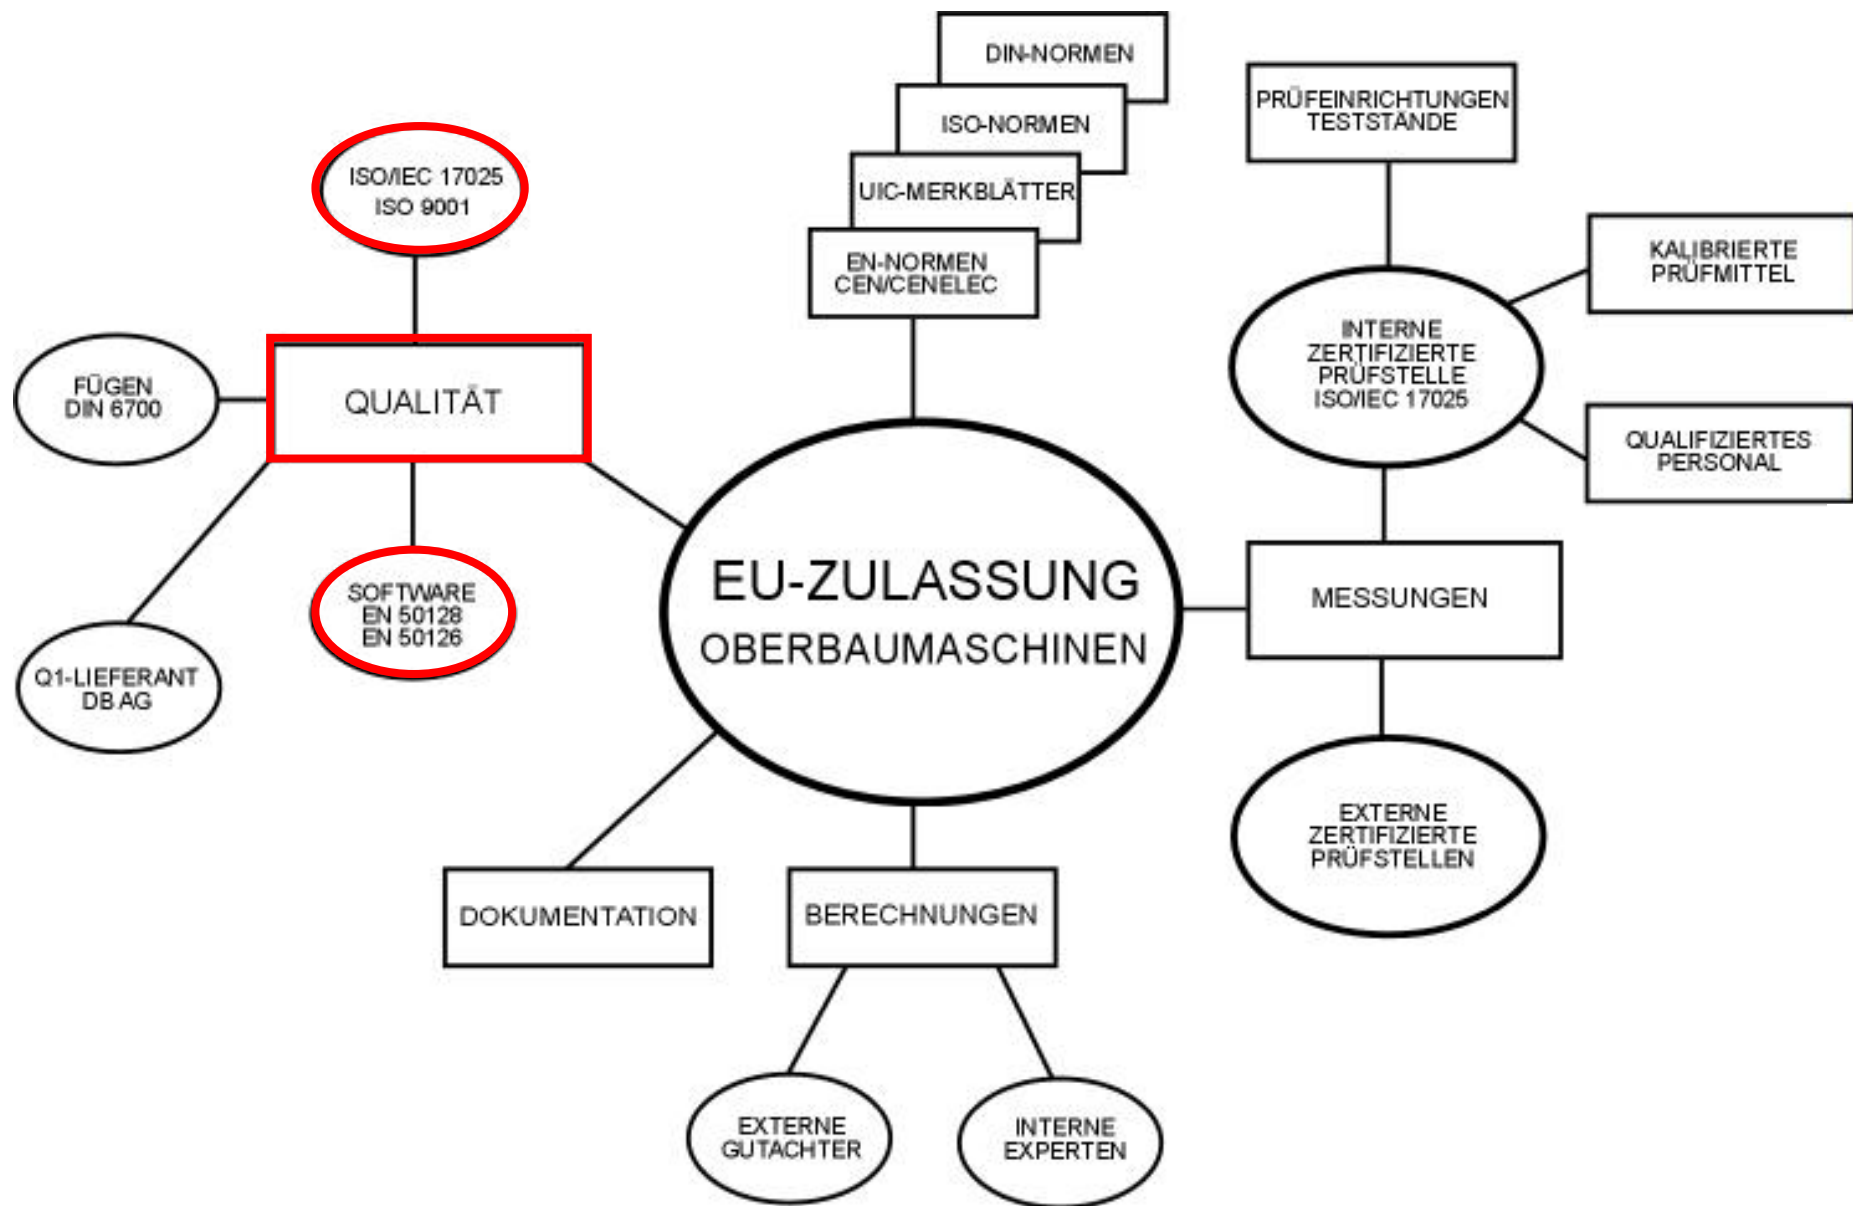 DIN-NORMEN
ISO-NORMEN
UIC-MERKBLÄTTER
EN-NORMEN
CEN/CENELEC
PRÜFEINRICHTUNGEN
TESTSTÄNDE
ISO/IEC 17025
ISO 9001
KALIBRIERTE
PRÜFMITTEL
INTERNE
ZERTIFIZIERTE
PRÜFSTELLE
ISO/IEC 17025
FÜGEN
DIN 6700
QUALITÄT
QUALIFIZIERTES
PERSONAL
SOFTWARE
EN 50128
EN 50126
EU-ZULASSUNG
OBERBAUMASCHINEN
MESSUNGEN
Q1-LIEFERANT
DB AG
EXTERNE
ZERTIFIZIERTE
PRÜFSTELLEN
DOKUMENTATION
BERECHNUNGEN
EXTERNE
GUTACHTER
INTERNE
EXPERTEN